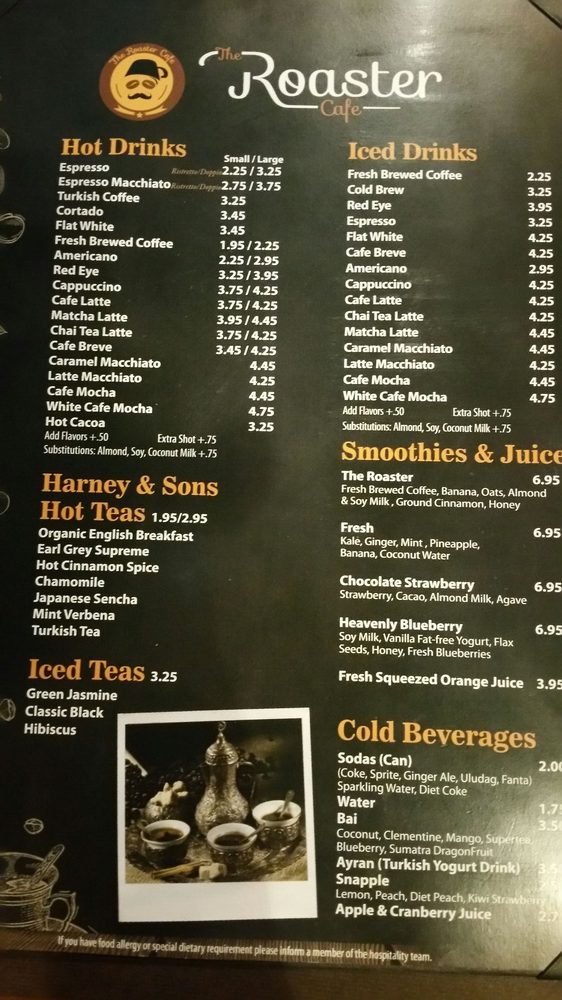 The Roaster Cafe
The
Roaster
Cafe
Hot Drinks
Small / Large
Espresso Ristretto/Doppio 2.25 / 3.25
Espresso Macchiato Ristretto/Doppio 2.75 / 3.75
Turkish Coffee 3.25
Cortado 3.45
Flat White 3.45
Fresh Brewed Coffee 1.95 / 2.25
Americano 2.25 / 2.95
Red Eye 3.25 / 3.95
Cappuccino 3.75 / 4.25
Cafe Latte 3.75 / 4.25
Matcha Latte 3.95 / 4.45
Chai Tea Latte 3.75 / 4.25
Cafe Breve 3.45 / 4.25
Caramel Macchiato 4.45
Latte Macchiato 4.25
Cafe Mocha 4.45
White Cafe Mocha 4.75
Hot Cacoa 3.25
Add Flavors +.50 Extra Shot +.75
Substitutions: Almond, Soy, Coconut Milk +.75
Harney & Sons
Hot Teas 1.95/2.95
Organic English Breakfast
Earl Grey Supreme
Hot Cinnamon Spice
Chamomile
Japanese Sencha
Mint Verbena
Turkish Tea
Iced Teas 3.25
Green Jasmine
Classic Black
Hibiscus
Iced Drinks
Fresh Brewed Coffee 2.25
Cold Brew 3.25
Red Eye 3.95
Espresso 3.25
Flat White 4.25
Cafe Breve 4.25
Americano 2.95
Cappuccino 4.25
Cafe Latte 4.25
Chai Tea Latte 4.25
Matcha Latte 4.45
Caramel Macchiato 4.45
Latte Macchiato 4.25
Cafe Mocha 4.45
White Cafe Mocha 4.75
Add Flavors +.50 Extra Shot +.75
Substitutions: Almond, Soy, Coconut Milk +.75
Smoothies & Juice
The Roaster 6.95
Fresh Brewed Coffee, Banana, Oats, Almond
& Soy Milk , Ground Cinnamon, Honey
Fresh 6.95
Kale, Ginger, Mint , Pineapple,
Banana, Coconut Water
Chocolate Strawberry 6.95
Strawberry, Cacao, Almond Milk, Agave
Heavenly Blueberry 6.95
Soy Milk, Vanilla Fat-free Yogurt, Flax
Seeds, Honey, Fresh Blueberries
Fresh Squeezed Orange Juice 3.95
Cold Beverages
Sodas (Can) 2.00
(Coke, Sprite, Ginger Ale, Uludag, Fanta)
Sparkling Water, Diet Coke
Water
Bai
Coconut, Clementine, Mango, Supertea,
Blueberry, Sumatra DragonFruit
Ayran (Turkish Yogurt Drink)
Snapple
Lemon, Peach, Diet Peach, Kiwi Strawberry
Apple & Cranberry Juice
If you have food allergy or special dietary requirement please inform a member of the hospitality team.